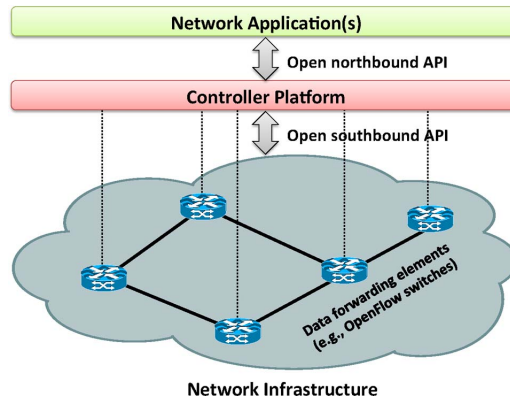 Network Application(s)
Open northbound API
Controller Platform
Open southbound API
Data forwarding elements
(e.g., OpenFlow switches)
Network Infrastructure